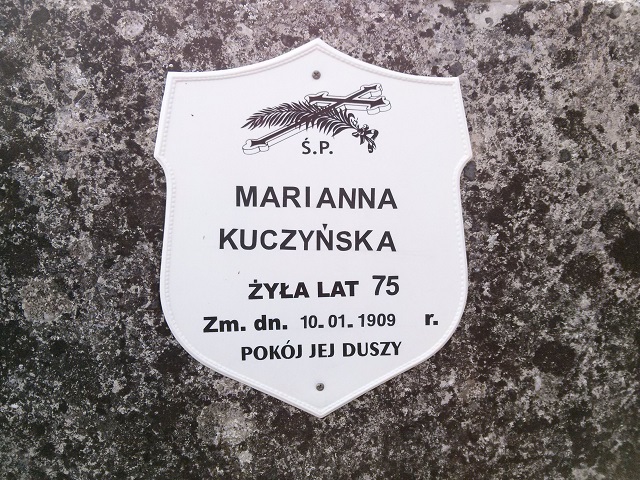 Ś.P.
MARIANNA
KUCZYŃSKA
ŻYŁA LAT 75
Zm. dn. 10.01.1909 r.
POKÓJ JEJ DUSZY